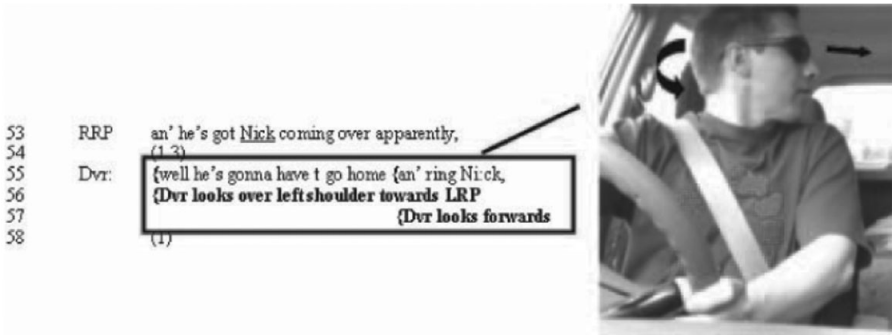 53 RRP an' he's got Nick coming over apparently,
54 (1.3)
55 Dvr: {well he's gonna have t go home {an' ring Ni:ck,
56 {Dvr looks over left shoulder towards LRP
57 {Dvr looks forwards
58 (1)